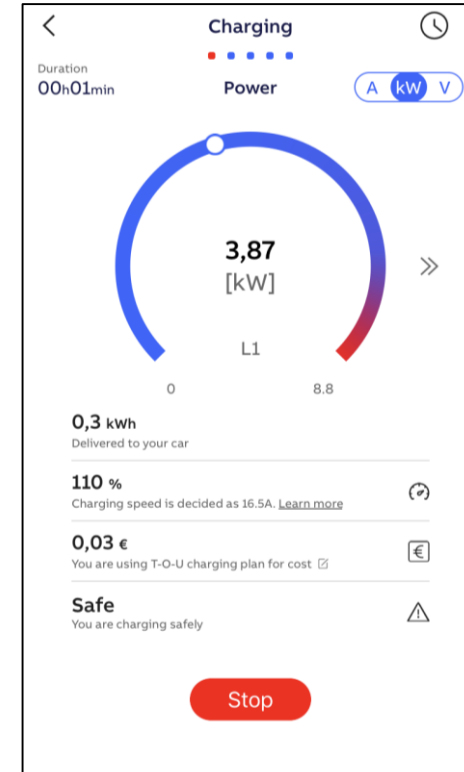 Charging
Duration
00h01min
Power
A kW V
3,87
[kW]
L1
0 8.8
0,3 kWh
Delivered to your car
110 %
Charging speed is decided as 16.5A. Learn more
0,03 €
You are using T-O-U charging plan for cost
€
Safe
You are charging safely
Stop